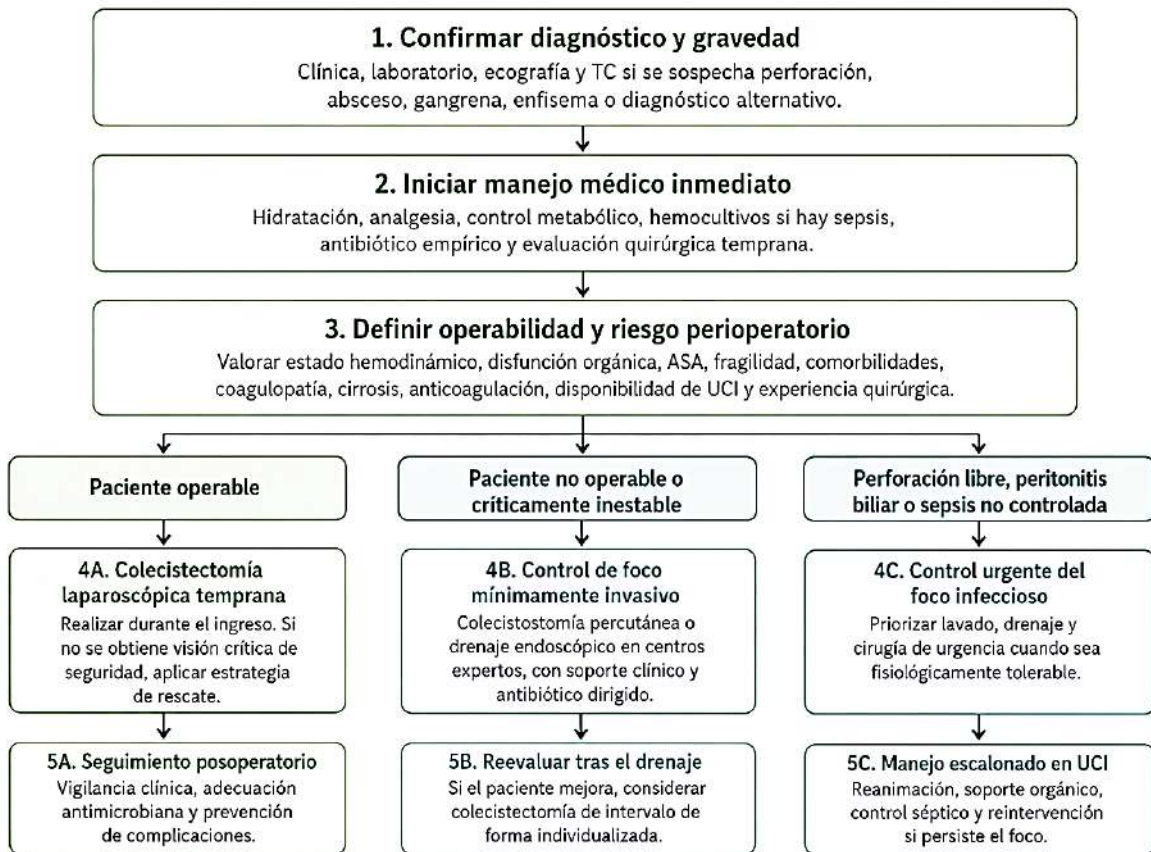 1. Confirmar diagnóstico y gravedad
Clínica, laboratorio, ecografía y TC si se sospecha perforación,
absceso, gangrena, enfisema o diagnóstico alternativo.
2. Iniciar manejo médico inmediato
Hidratación, analgesia, control metabólico, hemocultivos si hay sepsis,
antibiótico empírico y evaluación quirúrgica temprana.
3. Definir operabilidad y riesgo perioperatorio
Valorar estado hemodinámico, disfunción orgánica, ASA, fragilidad, comorbilidades,
coagulopatía, cirrosis, anticoagulación, disponibilidad de UCI y experiencia quirúrgica.
Paciente operable
4A. Colecistectomía
laparoscópica temprana
Realizar durante el ingreso. Si
no se obtiene visión crítica de
seguridad, aplicar estrategia
de rescate.
5A. Seguimiento posoperatorio
Vigilancia clínica, adecuación
antimicrobiana y prevención
de complicaciones.
Paciente no operable o
críticamente inestable
4B. Control de foco
mínimamente invasivo
Colecistostomía percutánea o
drenaje endoscópico en centros
expertos, con soporte clínico y
antibiótico dirigido.
5B. Reevaluar tras el drenaje
Si el paciente mejora, considerar
colecistectomía de intervalo de
forma individualizada.
Perforación libre, peritonitis
biliar o sepsis no controlada
4C. Control urgente del
foco infeccioso
Priorizar lavado, drenaje y
cirugía de urgencia cuando sea
fisiológicamente tolerable.
5C. Manejo escalonado en UCI
Reanimación, soporte orgánico,
control séptico y reintervención
si persiste el foco.